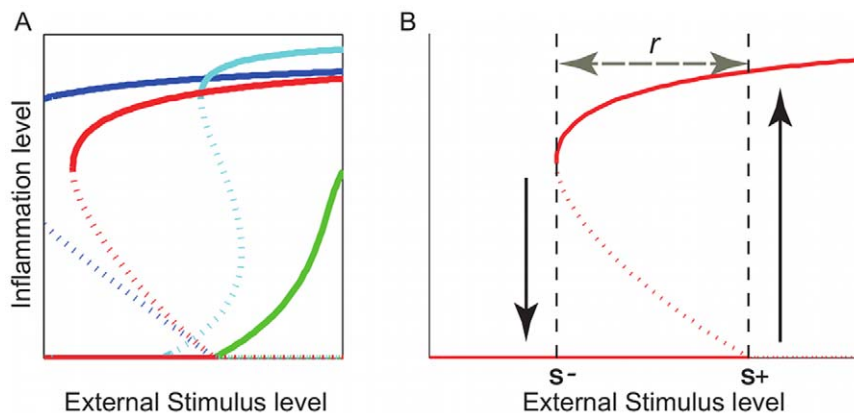 A
Inflammation level
External Stimulus level
B
r
S- S+
External Stimulus level